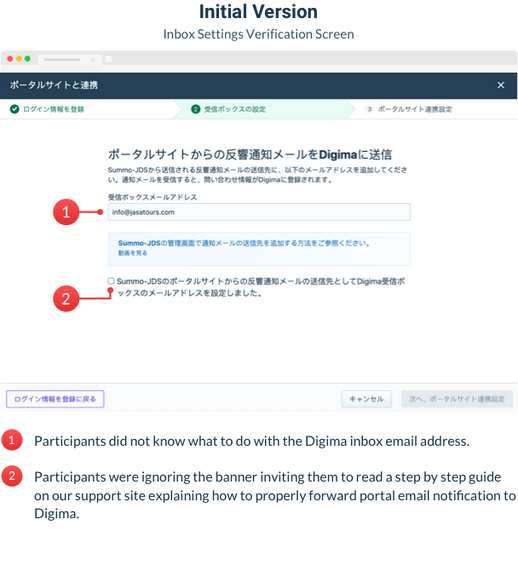 Initial Version
Inbox Settings Verification Screen
ポータルサイトと連携
ログイン情報を登録
2 受信ボックスの設定
3 ポータルサイト連携設定
ポータルサイトからの反響通知メールをDigimaに送信
Summo-JDSから送信される反響通知メールの送信先に、以下のメールアドレスを追加してくださ
い。通知メールを受信すると、問い合わせ情報がDigimaに登録されます。
受信ボックスメールアドレス
1
info@jasatours.com
Summo-JDSの管理画面で通知メールの送信先を追加する方法をご参照ください。
動画を見る
Summo-JDSのポータルサイトからの反響通知メールの送信先としてDigima受信ボ
2
ックスのメールアドレスを設定しました。
ログイン情報を登録に戻る
キャンセル
次へ、ポータルサイト連携設定
1 Participants did not know what to do with the Digima inbox email address.
2 Participants were ignoring the banner inviting them to read a step by step guide
on our support site explaining how to properly forward portal email notification to
Digima.